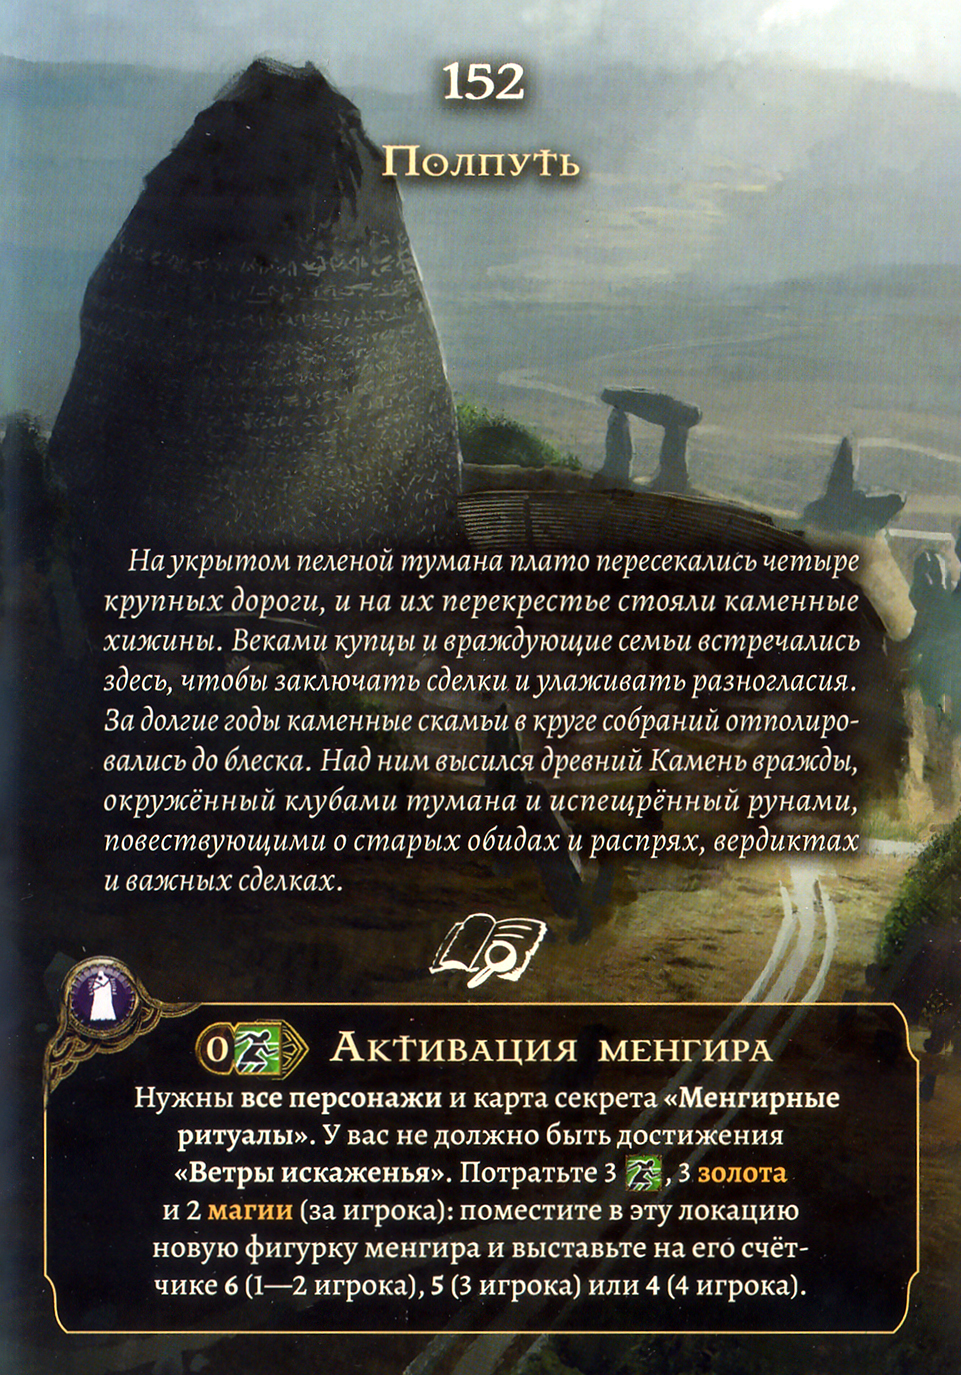 152
Полпуть
На укрытом пеленой тумана плато пересекались четыре
крупных дороги, и на их перекрестье стояли каменные
хижины. Веками купцы и враждующие семьи встречались
здесь, чтобы заключать сделки и улаживать разногласия.
За долгие годы каменные скамьи в круге собраний отполиро-
вались до блеска. Над ним высился древний Камень вражды,
окружённый клубами тумана и испещрённый рунами,
повествующими о старых обидах и распрях, вердиктах
и важных сделках.
0 Активация менгира
Нужны все персонажи и карта секрета «Менгирные
ритуалы». У вас не должно быть достижения
«Ветры искаженья». Потратьте 3 , 3 золота
и 2 магии (за игрока): поместите в эту локацию
новую фигурку менгира и выставьте на его счёт-
чике 6 (1—2 игрока), 5 (3 игрока) или 4 (4 игрока).